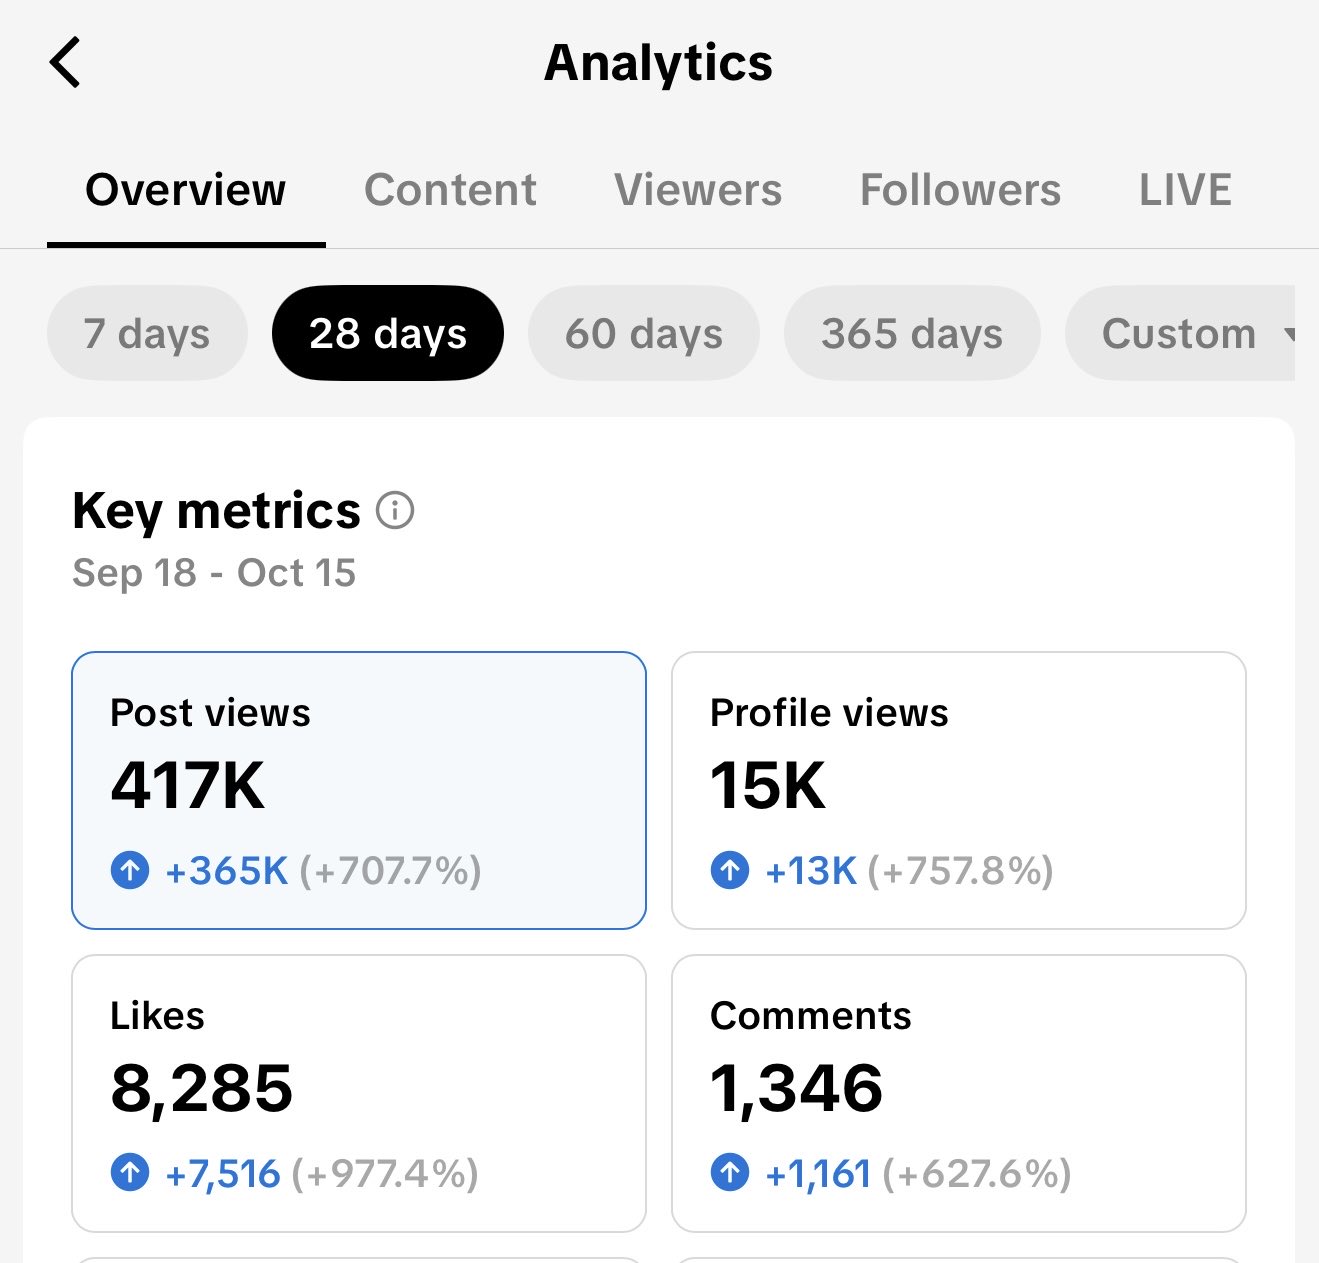 Analytics
Overview Content Viewers Followers LIVE
7 days 28 days 60 days 365 days Custom
Key metrics
Sep 18 - Oct 15
Post views
417K
+365K (+707.7%)
Profile views
15K
+13K (+757.8%)
Likes
8,285
+7,516 (+977.4%)
Comments
1,346
+1,161 (+627.6%)